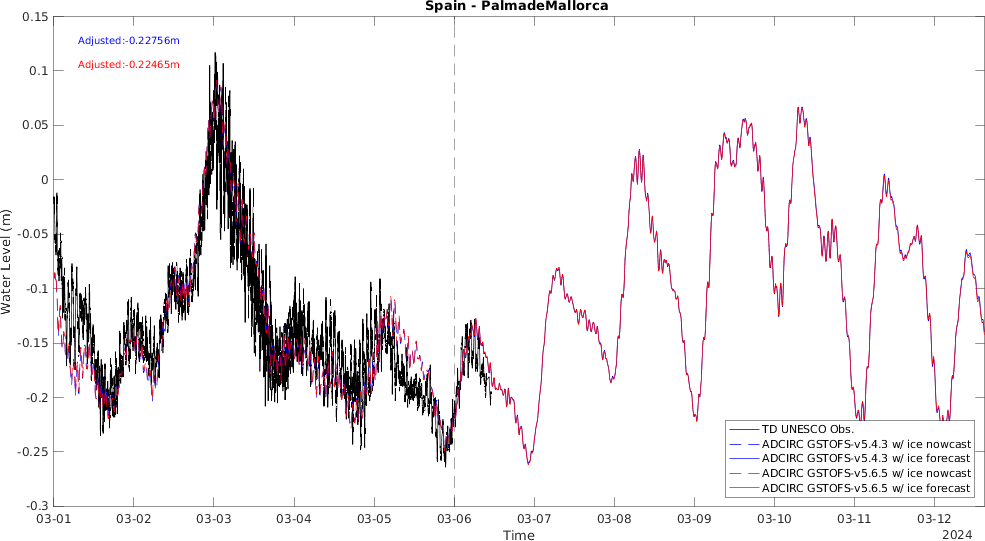 Spain - PalmadeMallorca
0.15
0.1
0.05
0
-0.05
-0.1
-0.15
-0.2
-0.25
-0.3
Water Level (m)
Adjusted:-0.22756m
Adjusted:-0.22465m
TD UNESCO Obs.
ADCIRC GSTOFS-v5.4.3 w/ ice nowcast
ADCIRC GSTOFS-v5.4.3 w/ ice forecast
ADCIRC GSTOFS-v5.6.5 w/ ice nowcast
ADCIRC GSTOFS-v5.6.5 w/ ice forecast
03-01 03-02 03-03 03-04 03-05 03-06 03-07 03-08 03-09 03-10 03-11 03-12
Time
2024